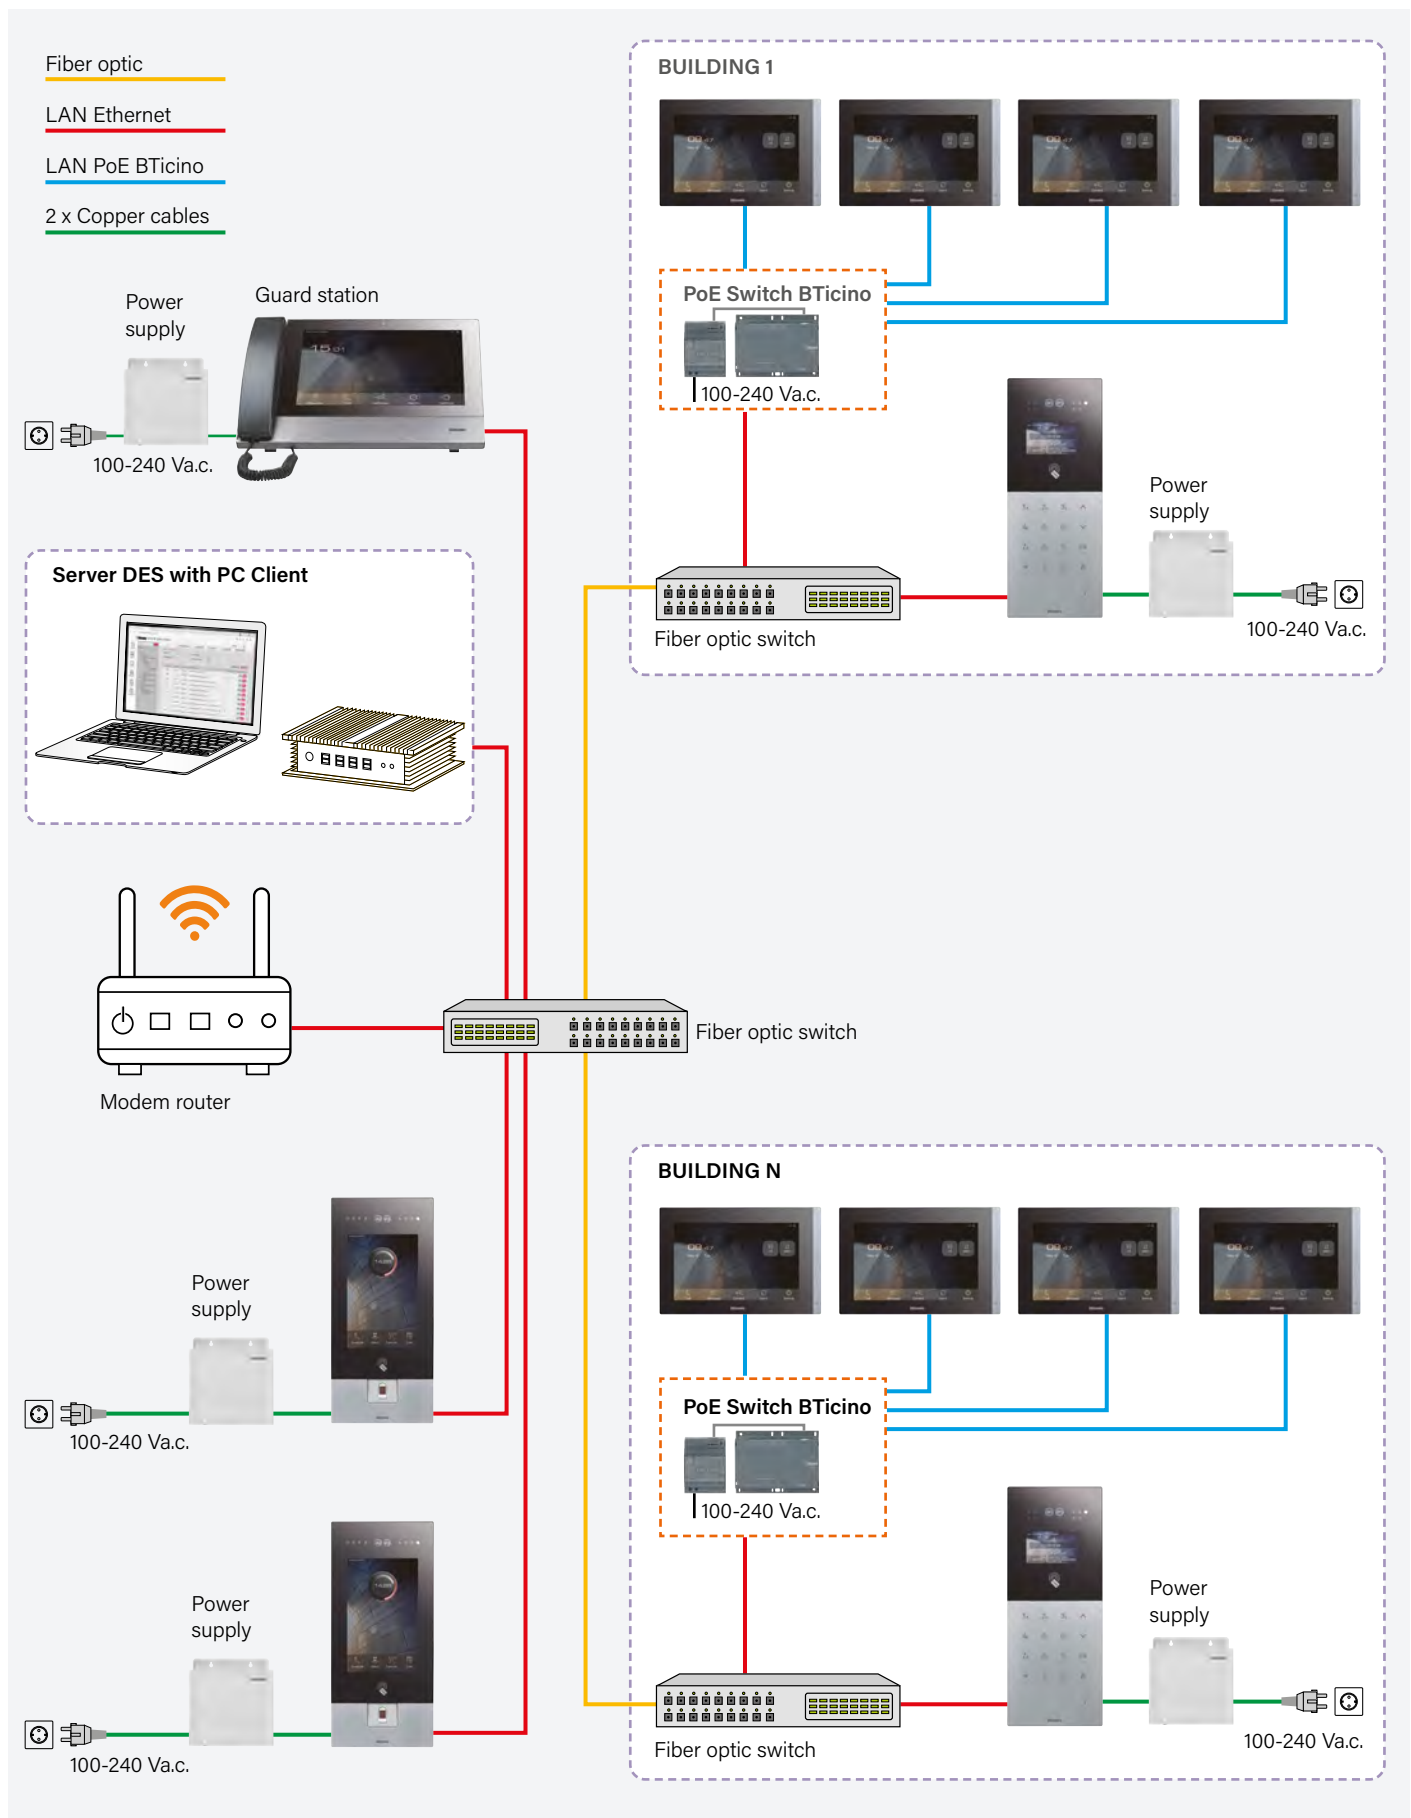 Fiber optic
LAN Ethernet
LAN PoE BTicino
2 x Copper cables
Power
supply
Guard station
15:01
100-240 Va.c.
Server DES with PC Client
Modem router
Fiber optic switch
Power
supply
100-240 Va.c.
Power
supply
100-240 Va.c.
BUILDING 1
PoE Switch BTicino
100-240 Va.c.
Power
supply
100-240 Va.c.
Fiber optic switch
BUILDING N
PoE Switch BTicino
100-240 Va.c.
Power
supply
100-240 Va.c.
Fiber optic switch